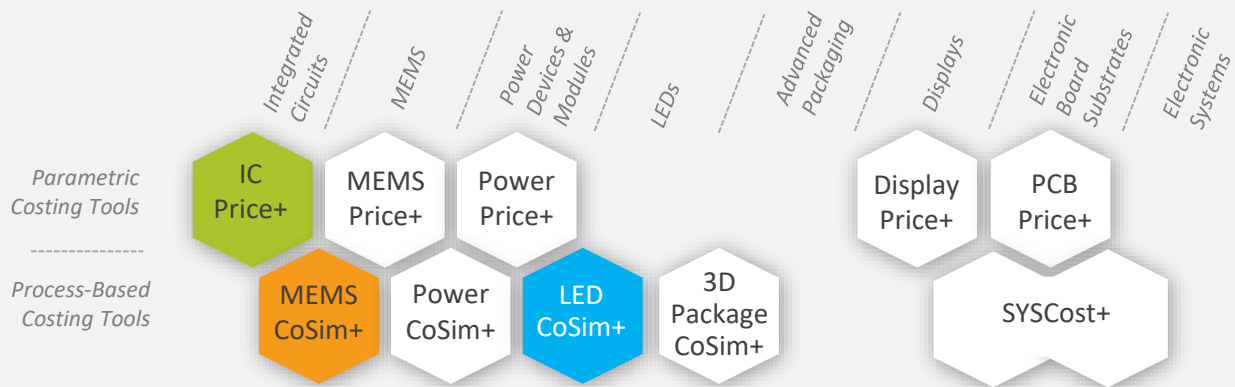 Integrated
Circuits
MEMS
Power
Devices &
Modules
LEDs
Advanced
Packaging
Displays
Electronic
Board
Substrates
Electronic
Systems
Parametric
Costing Tools
IC
Price+
MEMS
Price+
Power
Price+
Display
Price+
PCB
Price+
Process-Based
Costing Tools
MEMS
CoSim+
Power
CoSim+
LED
CoSim+
3D
Package
CoSim+
SYSCost+